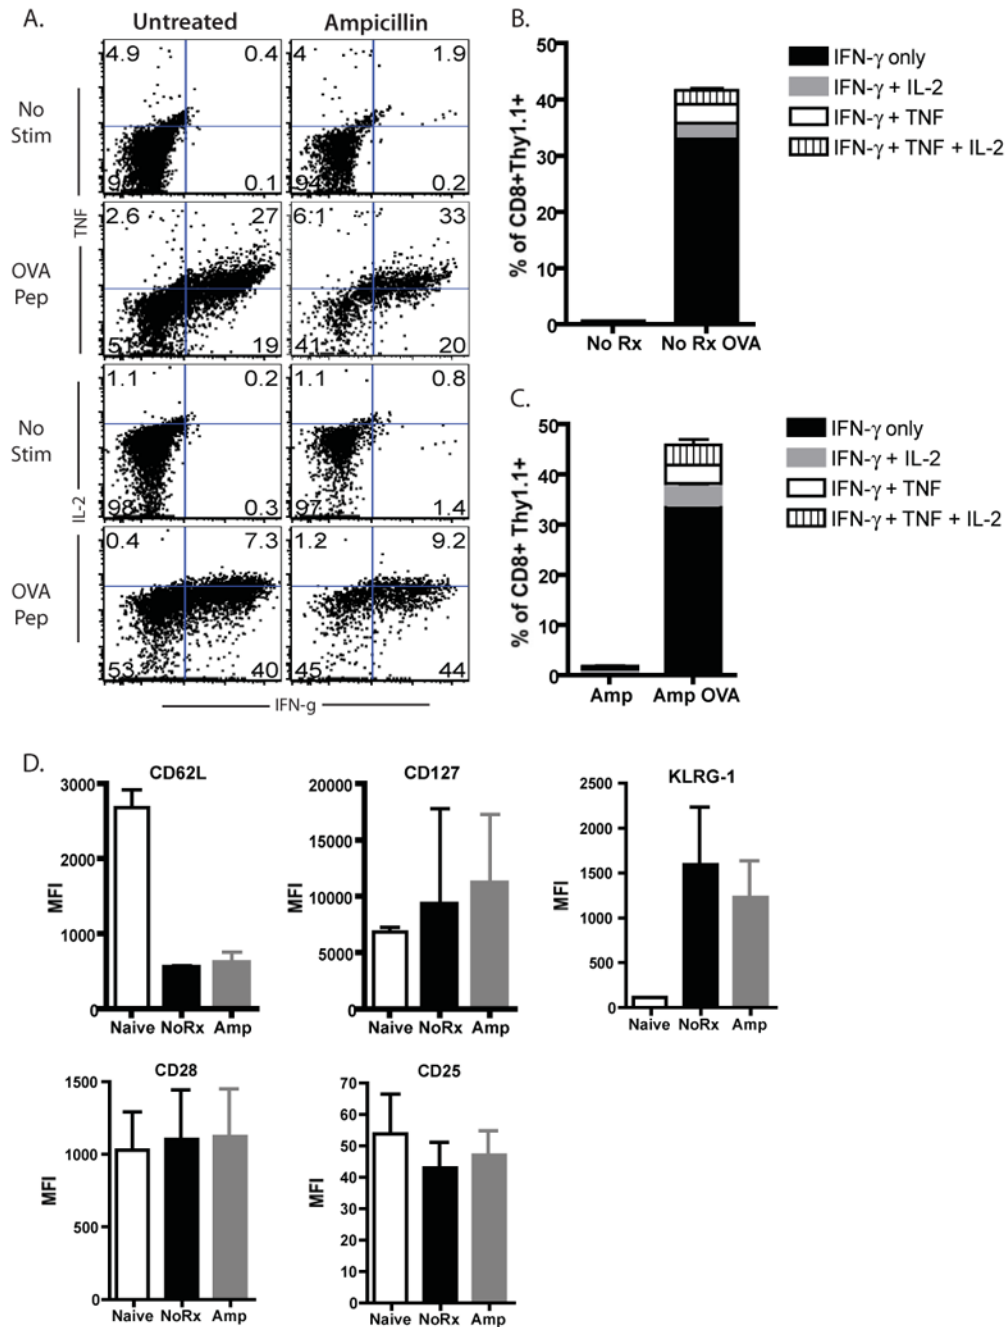 A.
Untreated
Ampicillin
No Stim
4.9 0.4
0.1
4 1.9
94 0.2
TNF
OVA Pep
2.6 27
51 19
6.1 33
41 20
No Stim
1.1 0.2
98 0.3
1.1 0.8
97 1.4
IL-2
OVA Pep
0.4 7.3
53 40
1.2 9.2
45 44
IFN-g
B.
% of CD8+Thy1.1+
50
40
30
20
10
0
No Rx No Rx OVA
IFN-γ only
IFN-γ + IL-2
IFN-γ + TNF
IFN-γ + TNF + IL-2
C.
% of CD8+ Thy1.1+
50
40
30
20
10
0
Amp Amp OVA
IFN-γ only
IFN-γ + IL-2
IFN-γ + TNF
IFN-γ + TNF + IL-2
D.
CD62L
MFI
3000
2000
1000
0
Naive NoRx Amp
CD127
MFI
20000
15000
10000
5000
0
Naive NoRx Amp
KLRG-1
MFI
2500
2000
1500
1000
500
0
Naive NoRx Amp
CD28
MFI
1500
1000
500
0
Naive NoRx Amp
CD25
MFI
70
60
50
40
30
20
10
0
Naive NoRx Amp